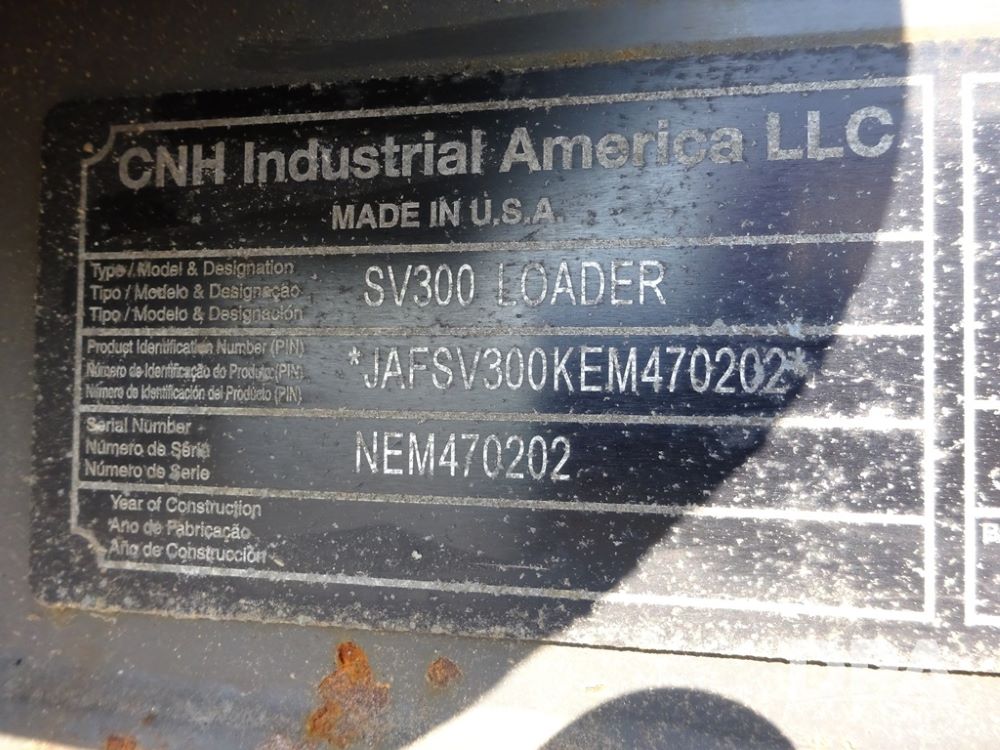 CNH Industrial America LLC
MADE IN U.S.A.
Type / Model & Designation
Tipo / Modelo & Designação
Tipo / Modelo & Designación
SV300 LOADER
Product Identification Number (PIN)
Número de Identificação do Produto (PIN)
Número de Identificación del Producto (PIN)
*JAFSV300KEM470202*
Serial Number
Número de Série
Número de Serie
NEM470202
Year of Construction
Ano de Fabricação
Año de Construcción